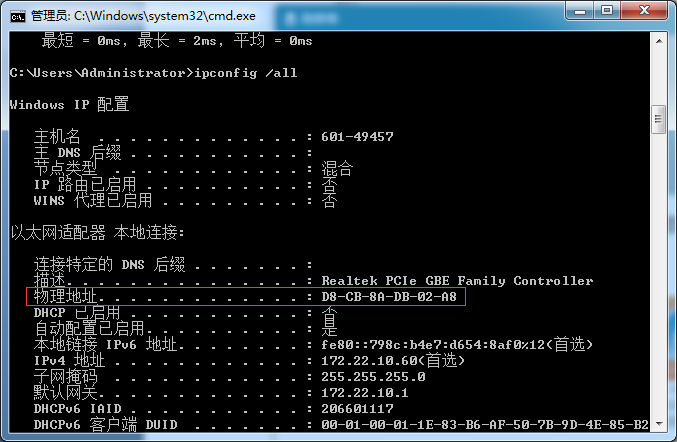 管理员: C:\Windows\system32\cmd.exe
最短 = 0ms, 最长 = 2ms, 平均 = 0ms
C:\Users\Administrator>ipconfig /all
Windows IP 配置
主机名 . . . . . . . . . . . . . : 601-49457
主 DNS 后缀 . . . . . . . . . . . :
节点类型 . . . . . . . . . . . . : 混合
IP 路由已启用 . . . . . . . . . . : 否
WINS 代理已启用 . . . . . . . . . : 否
以太网适配器 本地连接:
连接特定的 DNS 后缀 . . . . . . . :
描述. . . . . . . . . . . . . . . : Realtek PCIe GBE Family Controller
物理地址. . . . . . . . . . . . . : D8-CB-8A-DB-02-A8
DHCP 已启用 . . . . . . . . . . . : 否
自动配置已启用. . . . . . . . . . : 是
本地链接 IPv6 地址. . . . . . . . : fe80::798c:b4e7:d654:8af0%12(首选)
IPv4 地址 . . . . . . . . . . . . : 172.22.10.60(首选)
子网掩码 . . . . . . . . . . . . : 255.255.255.0
默认网关. . . . . . . . . . . . . : 172.22.10.1
DHCPv6 IAID . . . . . . . . . . . : 206601117
DHCPv6 客户端 DUID . . . . . . . : 00-01-00-01-1E-83-B6-AF-50-7B-9D-4E-85-B2